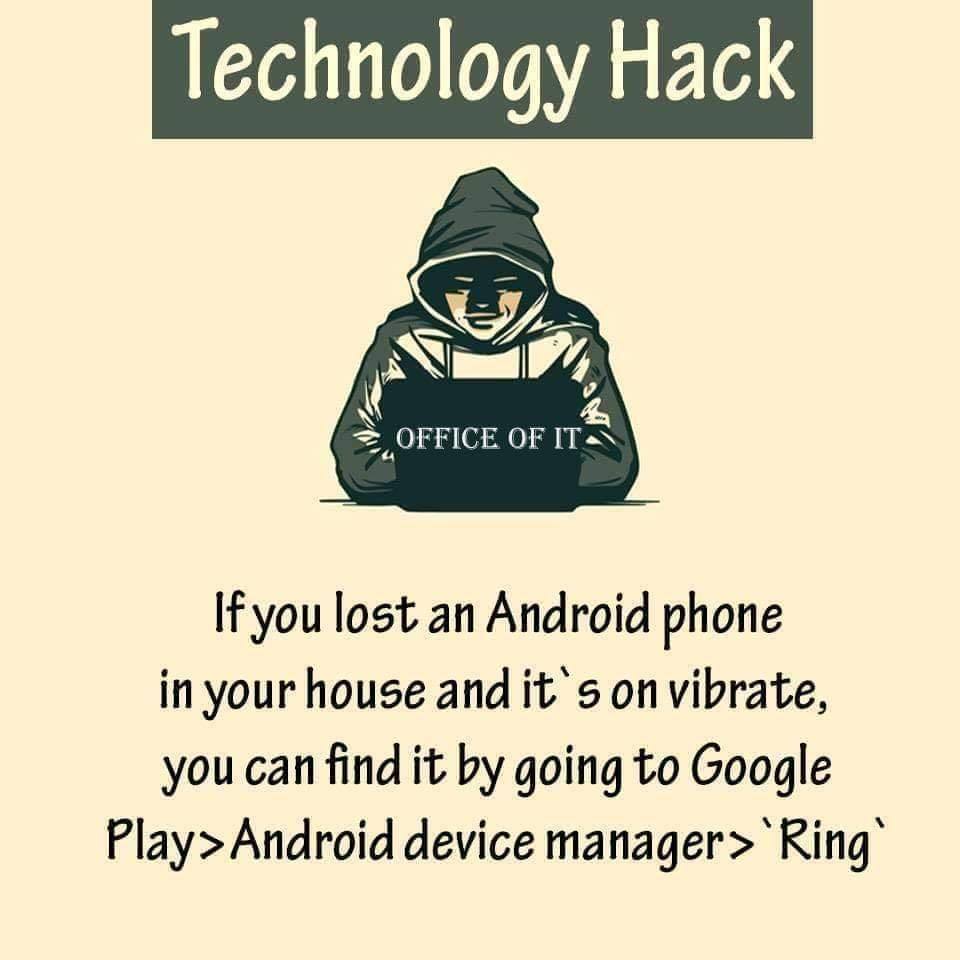 Technology Hack
OFFICE OF IT
If you lost an Android phone
in your house and it`s on vibrate,
you can find it by going to Google
Play>Android device manager>`Ring`